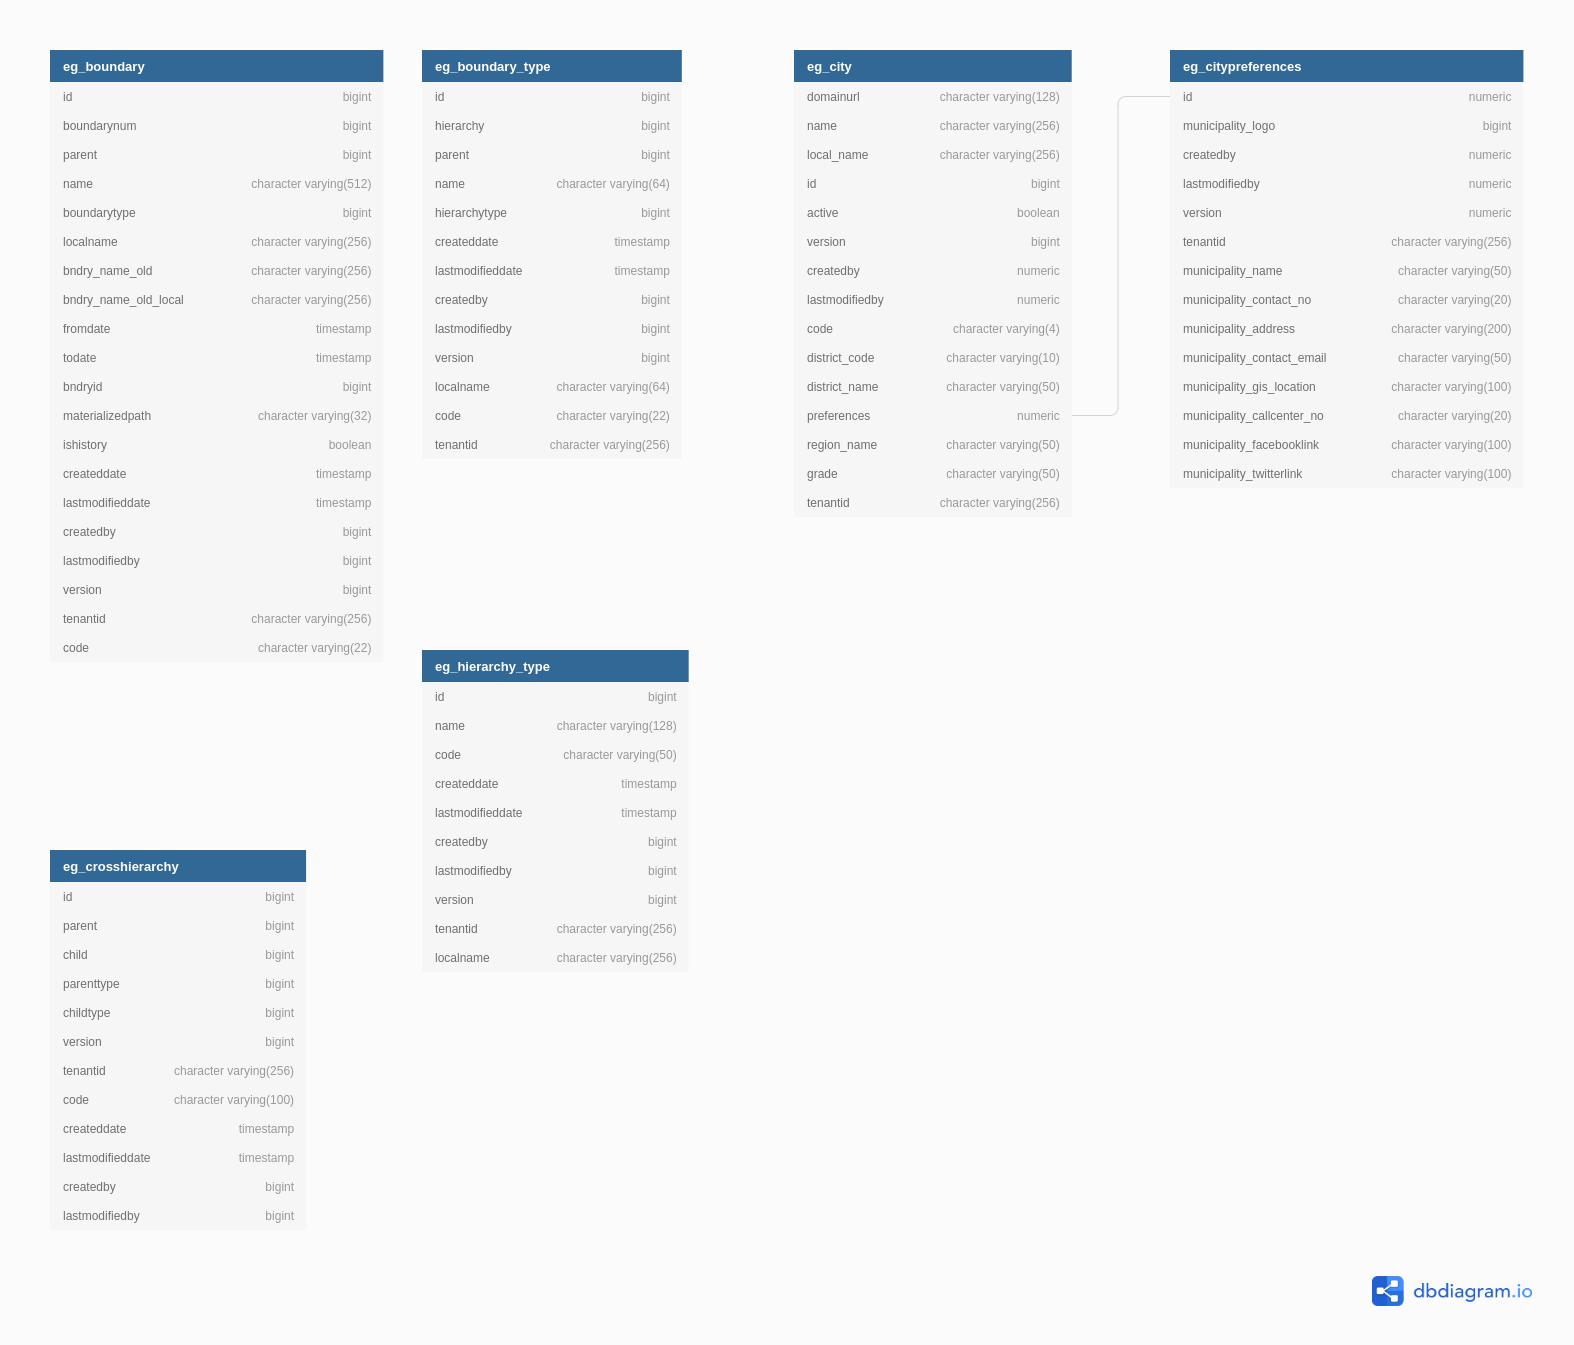 eg_boundary
id bigint
boundarynum bigint
parent bigint
name character varying(512)
boundarytype bigint
localname character varying(256)
bndry_name_old character varying(256)
bndry_name_old_local character varying(256)
fromdate timestamp
todate timestamp
bndryid bigint
materializedpath character varying(32)
ishistory boolean
createddate timestamp
lastmodifieddate timestamp
createdby bigint
lastmodifiedby bigint
version bigint
tenantid character varying(256)
code character varying(22)
eg_boundary_type
id bigint
hierarchy bigint
parent bigint
name character varying(64)
hierarchytype bigint
createddate timestamp
lastmodifieddate timestamp
createdby bigint
lastmodifiedby bigint
version bigint
localname character varying(64)
code character varying(22)
tenantid character varying(256)
eg_city
domainurl character varying(128)
name character varying(256)
local_name character varying(256)
id bigint
active boolean
version bigint
createdby numeric
lastmodifiedby numeric
code character varying(4)
district_code character varying(10)
district_name character varying(50)
preferences numeric
region_name character varying(50)
grade character varying(50)
tenantid character varying(256)
eg_citypreferences
id numeric
municipality_logo bigint
createdby numeric
lastmodifiedby numeric
version numeric
tenantid character varying(256)
municipality_name character varying(50)
municipality_contact_no character varying(20)
municipality_address character varying(200)
municipality_contact_email character varying(50)
municipality_gis_location character varying(100)
municipality_callcenter_no character varying(20)
municipality_facebooklink character varying(100)
municipality_twitterlink character varying(100)
eg_hierarchy_type
id bigint
name character varying(128)
code character varying(50)
createddate timestamp
lastmodifieddate timestamp
createdby bigint
lastmodifiedby bigint
version bigint
tenantid character varying(256)
localname character varying(256)
eg_crosshierarchy
id bigint
parent bigint
child bigint
parenttype bigint
childtype bigint
version bigint
tenantid character varying(256)
code character varying(100)
createddate timestamp
lastmodifieddate timestamp
createdby bigint
lastmodifiedby bigint
dbdiagram.io